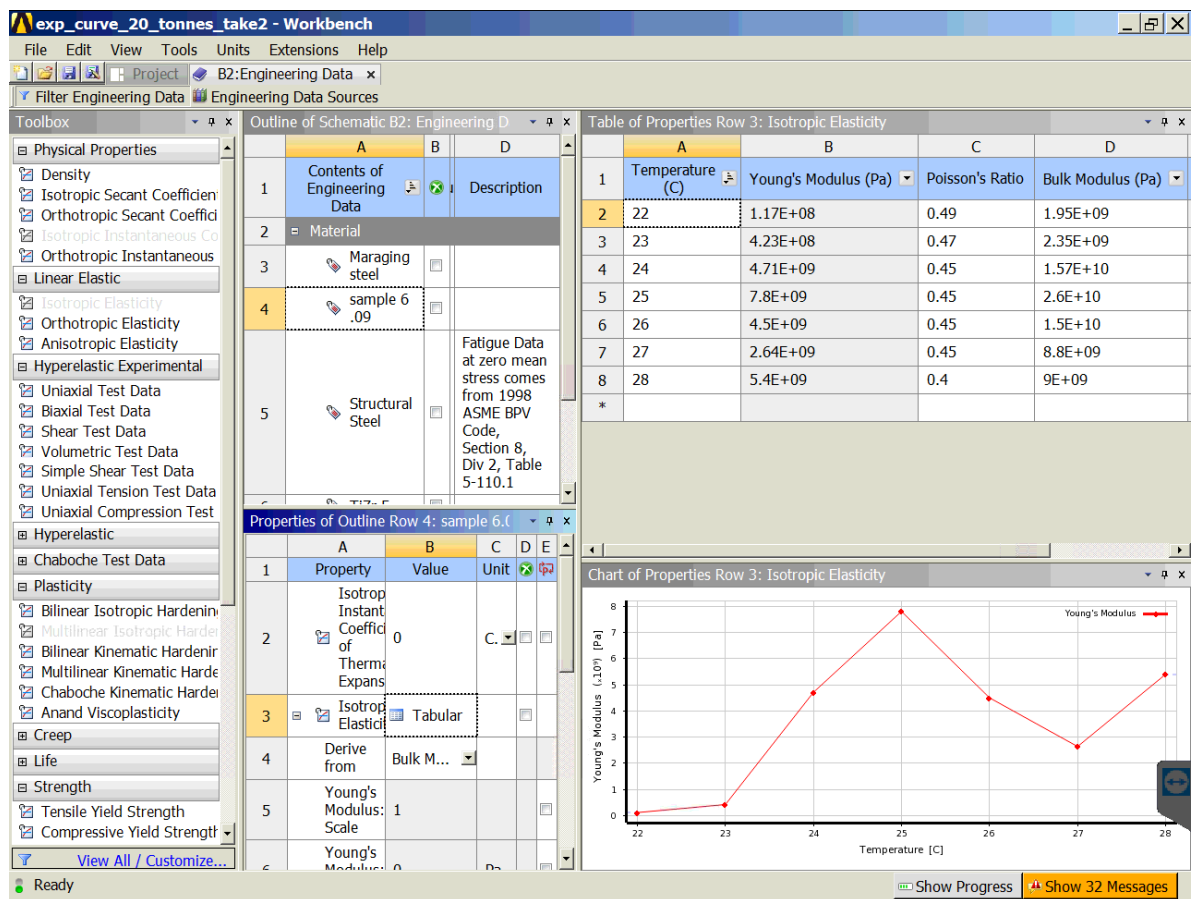 exp_curve_20_tonnes_take2 - Workbench
File Edit View Tools Units Extensions Help
Project B2:Engineering Data x
Filter Engineering Data Engineering Data Sources
Toolbox
Physical Properties
Density
Isotropic Secant Coefficien
Orthotropic Secant Coeffici
Isotropic Instantaneous Co
Orthotropic Instantaneous
Linear Elastic
Isotropic Elasticity
Orthotropic Elasticity
Anisotropic Elasticity
Hyperelastic Experimental
Uniaxial Test Data
Biaxial Test Data
Shear Test Data
Volumetric Test Data
Simple Shear Test Data
Uniaxial Tension Test Data
Uniaxial Compression Test
Hyperelastic
Chaboche Test Data
Plasticity
Bilinear Isotropic Hardenin
Multilinear Isotropic Harde
Bilinear Kinematic Hardenir
Multilinear Kinematic Harde
Chaboche Kinematic Harde
Anand Viscoplasticity
Creep
Life
Strength
Tensile Yield Strength
Compressive Yield Strength
View All / Customize...
Outline of Schematic B2: Engineering D
A B D
1 Contents of Engineering Data Description
2 Material
3 Maraging steel
4 sample 6 .09
5 Structural Steel
Fatigue Data
at zero mean
stress comes
from 1998
ASME BPV
Code,
Section 8,
Div 2, Table
5-110.1
Properties of Outline Row 4: sample 6.(
A B C D E
1 Property Value Unit
2 Isotrop Instant Coeffici of Therma Expans 0 C.
3 Isotrop Elastici Tabular
4 Derive from Bulk M...
5 Young's Modulus: Scale 1
6 Young's Modulus: 0 Pa
Table of Properties Row 3: Isotropic Elasticity
A B C D
1 Temperature (C) Young's Modulus (Pa) Poisson's Ratio Bulk Modulus (Pa)
2 22 1.17E+08 0.49 1.95E+09
3 23 4.23E+08 0.47 2.35E+09
4 24 4.71E+09 0.45 1.57E+10
5 25 7.8E+09 0.45 2.6E+10
6 26 4.5E+09 0.45 1.5E+10
7 27 2.64E+09 0.45 8.8E+09
8 28 5.4E+09 0.4 9E+09
*
Chart of Properties Row 3: Isotropic Elasticity
Young's Modulus
Young's Modulus (.10⁹) [Pa]
8
7
6
5
4
3
2
1
0
22 23 24 25 26 27 28
Temperature [C]
Ready
Show Progress Show 32 Messages